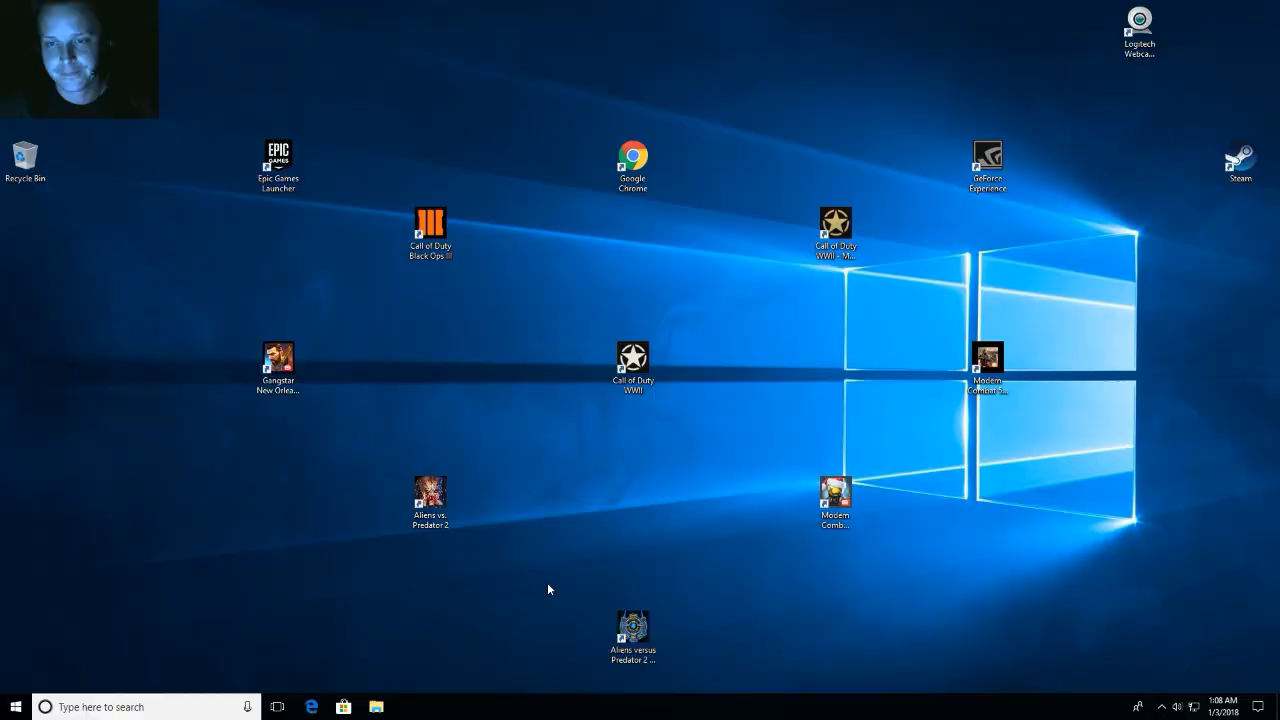 Logitech
Webca...
Recycle Bin
EPIC
GAMES
Epic Games
Launcher
Google
Chrome
GeForce
Experience
Steam
Call of Duty
Black Ops III
Call of Duty
WWII - M...
Gangstar
New Orlea...
Call of Duty
WWII
Modern
Combat 5...
Aliens vs.
Predator 2
Modern
Comb...
Aliens versus
Predator 2 ...
Type here to search
1:08 AM
1/3/2018